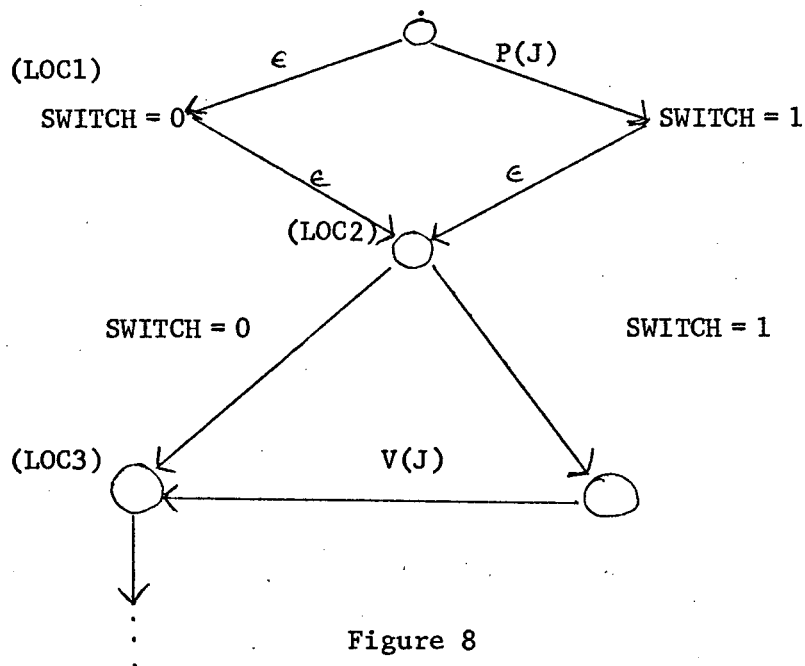 ϵ P(J)
(LOC1)
SWITCH = 0 SWITCH = 1
ϵ ϵ
(LOC2)
SWITCH = 0 SWITCH = 1
(LOC3) V(J)
Figure 8